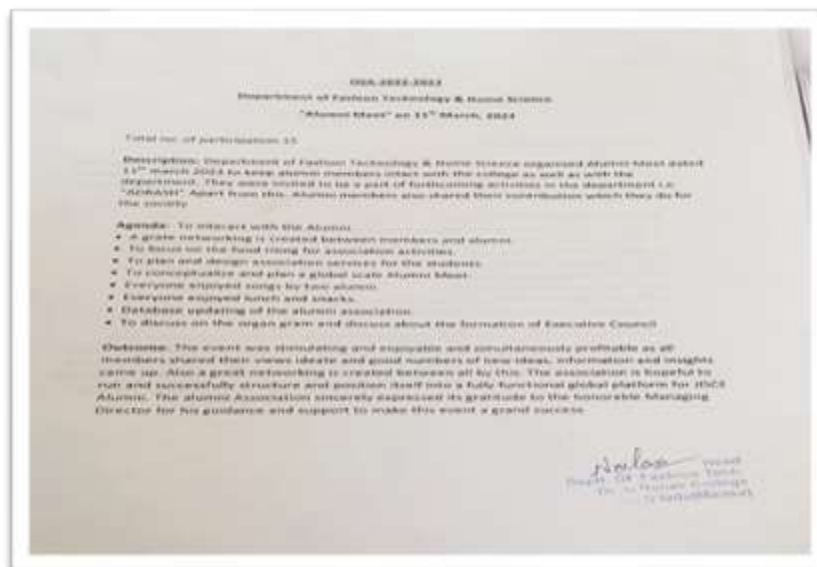 Department of Fashion Technology & Home Science
"Alumni Meet" on 11th March, 2023
Total no. of participation 35
Description: Department of Fashion Technology & Home Science organized Alumni Meet dated
11th march 2023 to keep alumni members intact with the college as well as with the
department. They were invited to be a part of forthcoming activities in the department i.e
Apart from this, Alumni members also shared their contribution which they do for
the society
Agenda: To interact with the Alumni
• A grate networking is created between members and alumni.
• To focus on the fund rising for association activities.
• To plan and design association services for the students.
• To conceptualize and plan a global scale Alumni Meet.
• Everyone enjoyed songs by two alumni.
• Everyone enjoyed lunch and snacks.
• Database updating of the alumni association.
• To discuss on the organ gram and discuss about the formation of Executive Council
Outcome: The event was stimulating and enjoyable and simultaneously profitable as all
members shared their views ideate and good numbers of new ideas, information and insights
came up. Also a great networking is created between all by this. The association is hopeful to
run and successfully structure and position itself into a fully functional global platform for
Alumni. The alumni Association sincerely expressed its gratitude to the honorable Managing
Director for his guidance and support to make this event a grand success
Head
Dept. Of Fashion Tech.
College